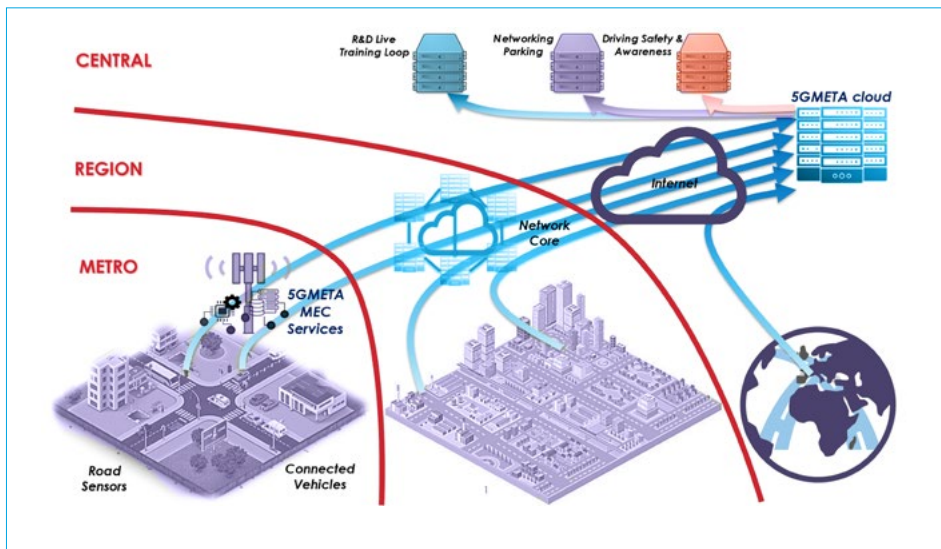 CENTRAL
R&D Live
Training Loop
Networking
Parking
Driving Safety &
Awareness
5GMETA cloud
REGION
Internet
Network
Core
METRO
5GMETA
MEC
Services
Road
Sensors
Connected
Vehicles
1